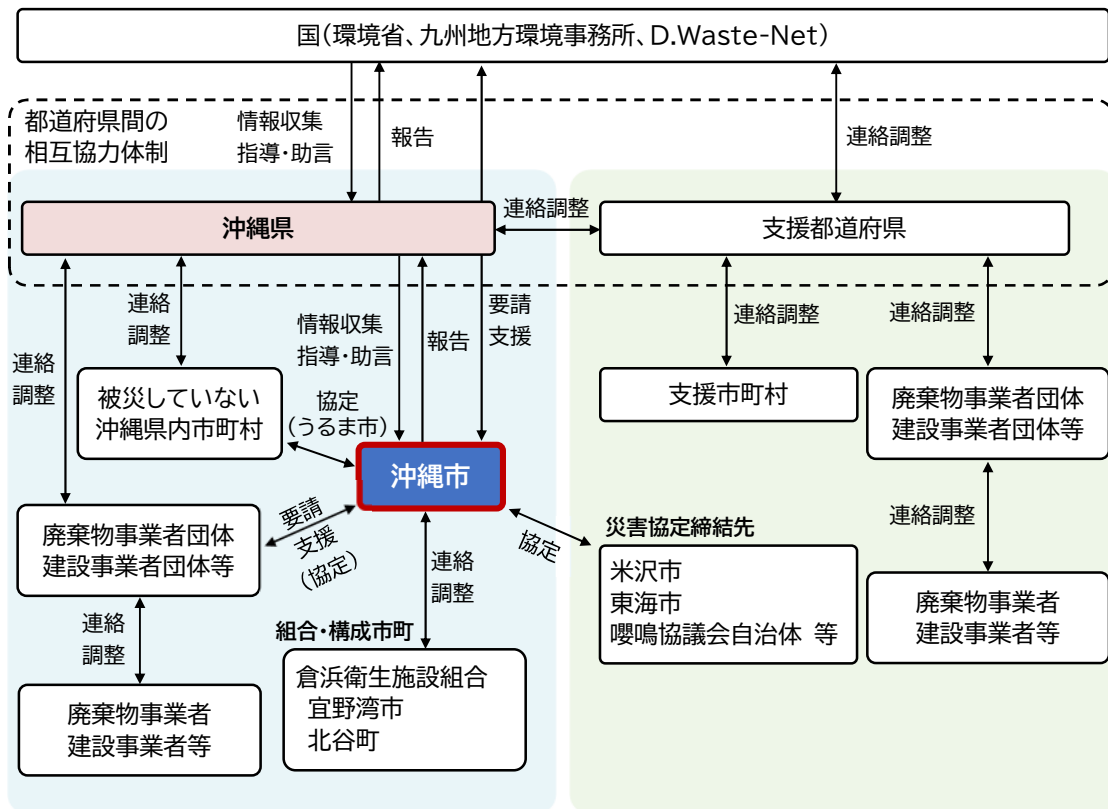 国(環境省、九州地方環境事務所、D.Waste-Net)
都道府県間の
相互協力体制
情報収集
指導・助言
報告
連絡調整
沖縄県
連絡調整
支援都道府県
連絡
調整
連絡
調整
情報収集
指導・助言
報告
要請
支援
連絡調整
連絡調整
被災していない
沖縄県内市町村
協定
(うるま市)
支援市町村
廃棄物事業者団体
建設事業者団体等
沖縄市
廃棄物事業者団体
建設事業者団体等
要請
支援
(協定)
連絡
調整
協定
災害協定締結先
米沢市
東海市
嚶鳴協議会自治体 等
連絡調整
廃棄物事業者
建設事業者等
連絡
調整
組合・構成市町
倉浜衛生施設組合
宜野湾市
北谷町
廃棄物事業者
建設事業者等